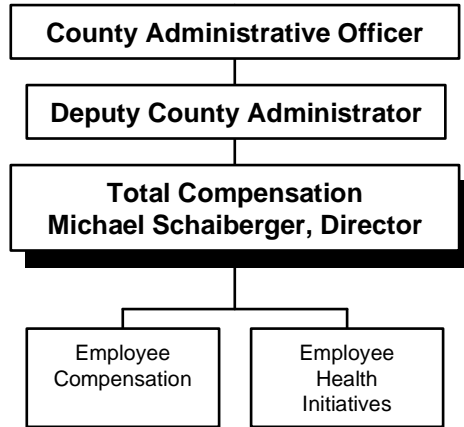 County Administrative Officer
Deputy County Administrator
Total Compensation
Michael Schaiberger, Director
Employee
Compensation
Employee
Health
Initiatives